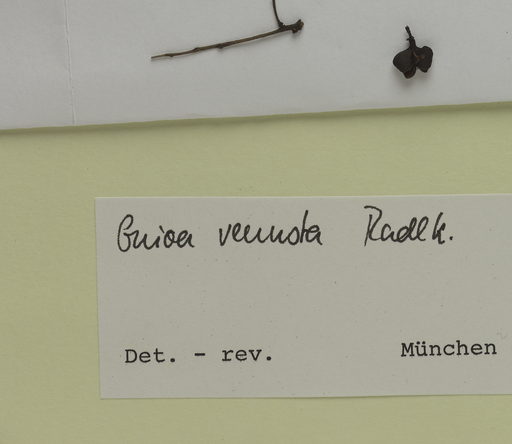 Guioa venusta Radlk.
Det. - rev. München